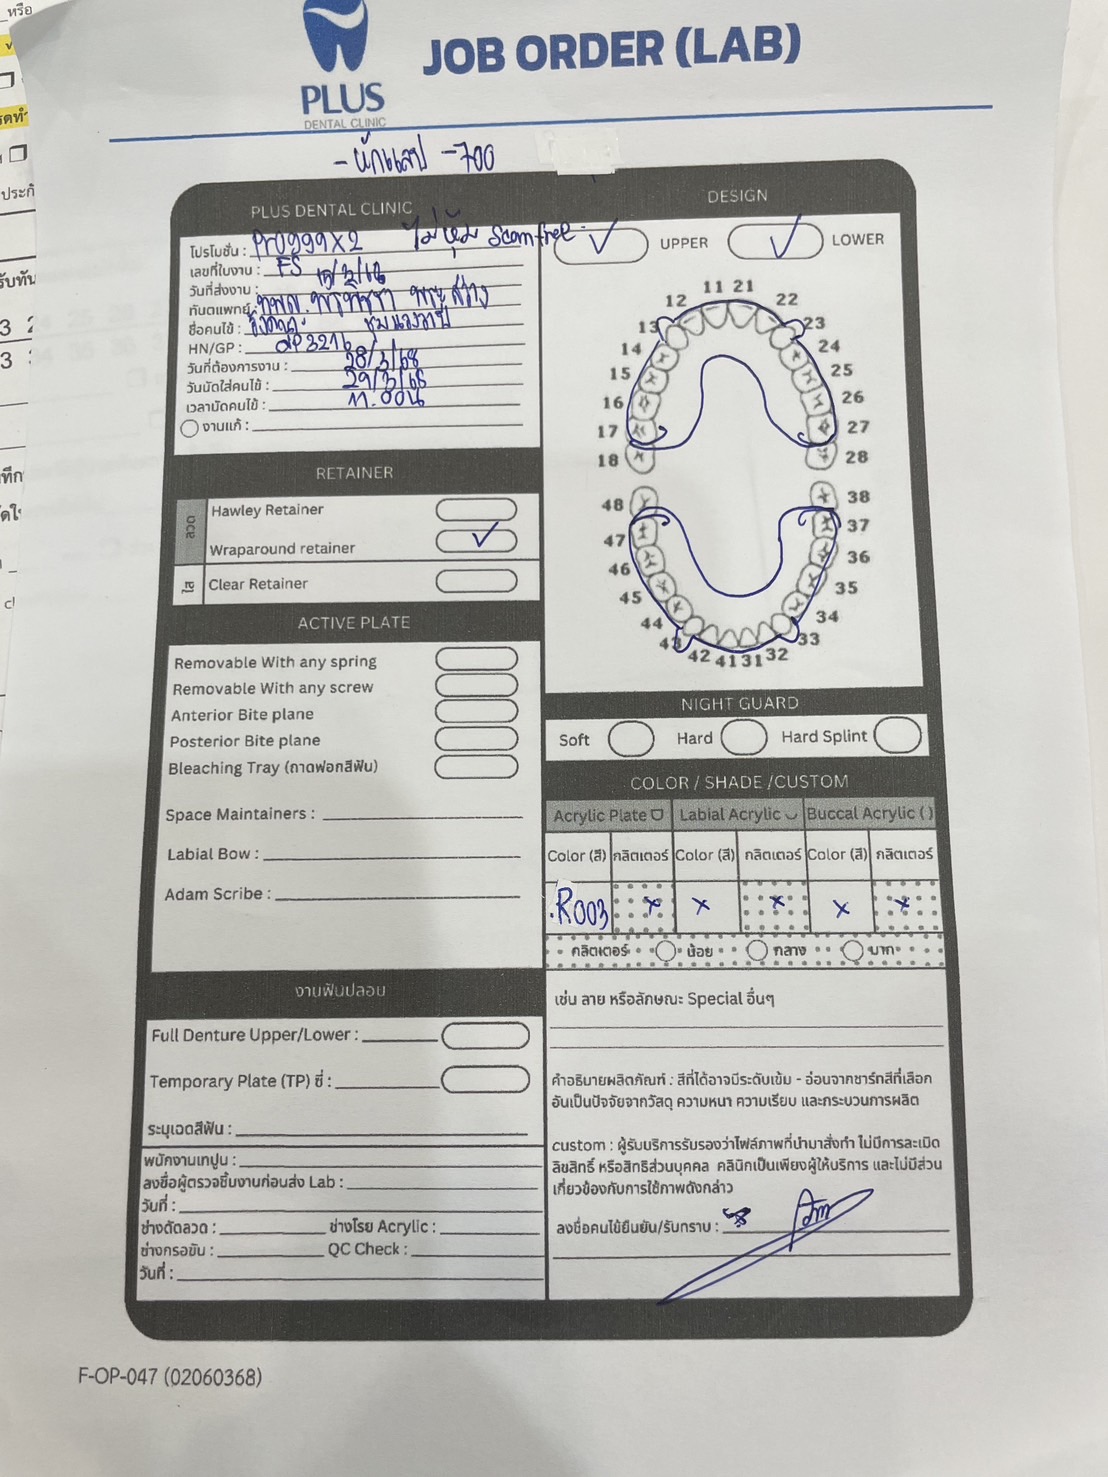 JOB ORDER (LAB)
PLUS
DENTAL CLINIC
-หักแลป -700
PLUS DENTAL CLINIC
โปรโมชั่น : Pro999x2 ไม่หุ้ม Scanfree
เลขที่ใบงาน : FS
วันที่ส่งงาน :
ทันตแพทย์ :
ชื่อคนไข้ :
HN/GP :
วันที่ต้องการงาน : 28/3/68
วันนัดใส่คนไข้ : 29/3/68
เวลานัดคนไข้ : 11.00น
งานแก้ :
RETAINER
ลวด
Hawley Retainer
Wraparound retainer
ใส
Clear Retainer
ACTIVE PLATE
Removable With any spring
Removable With any screw
Anterior Bite plane
Posterior Bite plane
Bleaching Tray (ถาดฟอกสีฟัน)
Space Maintainers :
Labial Bow :
Adam Scribe :
งานฟันปลอม
Full Denture Upper/Lower :
Temporary Plate (TP) ซี่ :
ระบุเฉดสีฟัน :
พนักงานเทปูน :
ลงชื่อผู้ตรวจชิ้นงานก่อนส่ง Lab :
วันที่ :
ช่างดัดลวด : ช่างโรย Acrylic :
ช่างกรอขัน : QC Check :
วันที่ :
DESIGN
UPPER LOWER
11 21
12 22
13 23
14 24
15 25
16 26
17 27
18 28
48 38
47 37
46 36
45 35
44 34
43 33
42 41 31 32
NIGHT GUARD
Soft Hard Hard Splint
COLOR / SHADE /CUSTOM
Acrylic Plate Labial Acrylic Buccal Acrylic ( )
Color (สี) กลิตเตอร์ Color (สี) กลิตเตอร์ Color (สี) กลิตเตอร์
R003 x x x x x
กลิตเตอร์ น้อย กลาง มาก
เช่น ลาย หรือลักษณะ Special อื่นๆ
คำอธิบายผลิตภัณฑ์ : สีที่ได้อาจมีระดับเข้ม - อ่อนจากชาร์ทสีที่เลือก
อันเป็นปัจจัยจากวัสดุ ความหนา ความเรียบ และกระบวนการผลิต
custom : ผู้รับบริการรับรองว่าไฟล์ภาพที่นำมาสั่งทำ ไม่มีการละเมิด
ลิขสิทธิ์ หรือสิทธิส่วนบุคคล คลินิกเป็นเพียงผู้ให้บริการ และไม่มีส่วน
เกี่ยวข้องกับการใช้ภาพดังกล่าว
ลงชื่อคนไข้ยืนยัน/รับทราบ :
F-OP-047 (02060368)